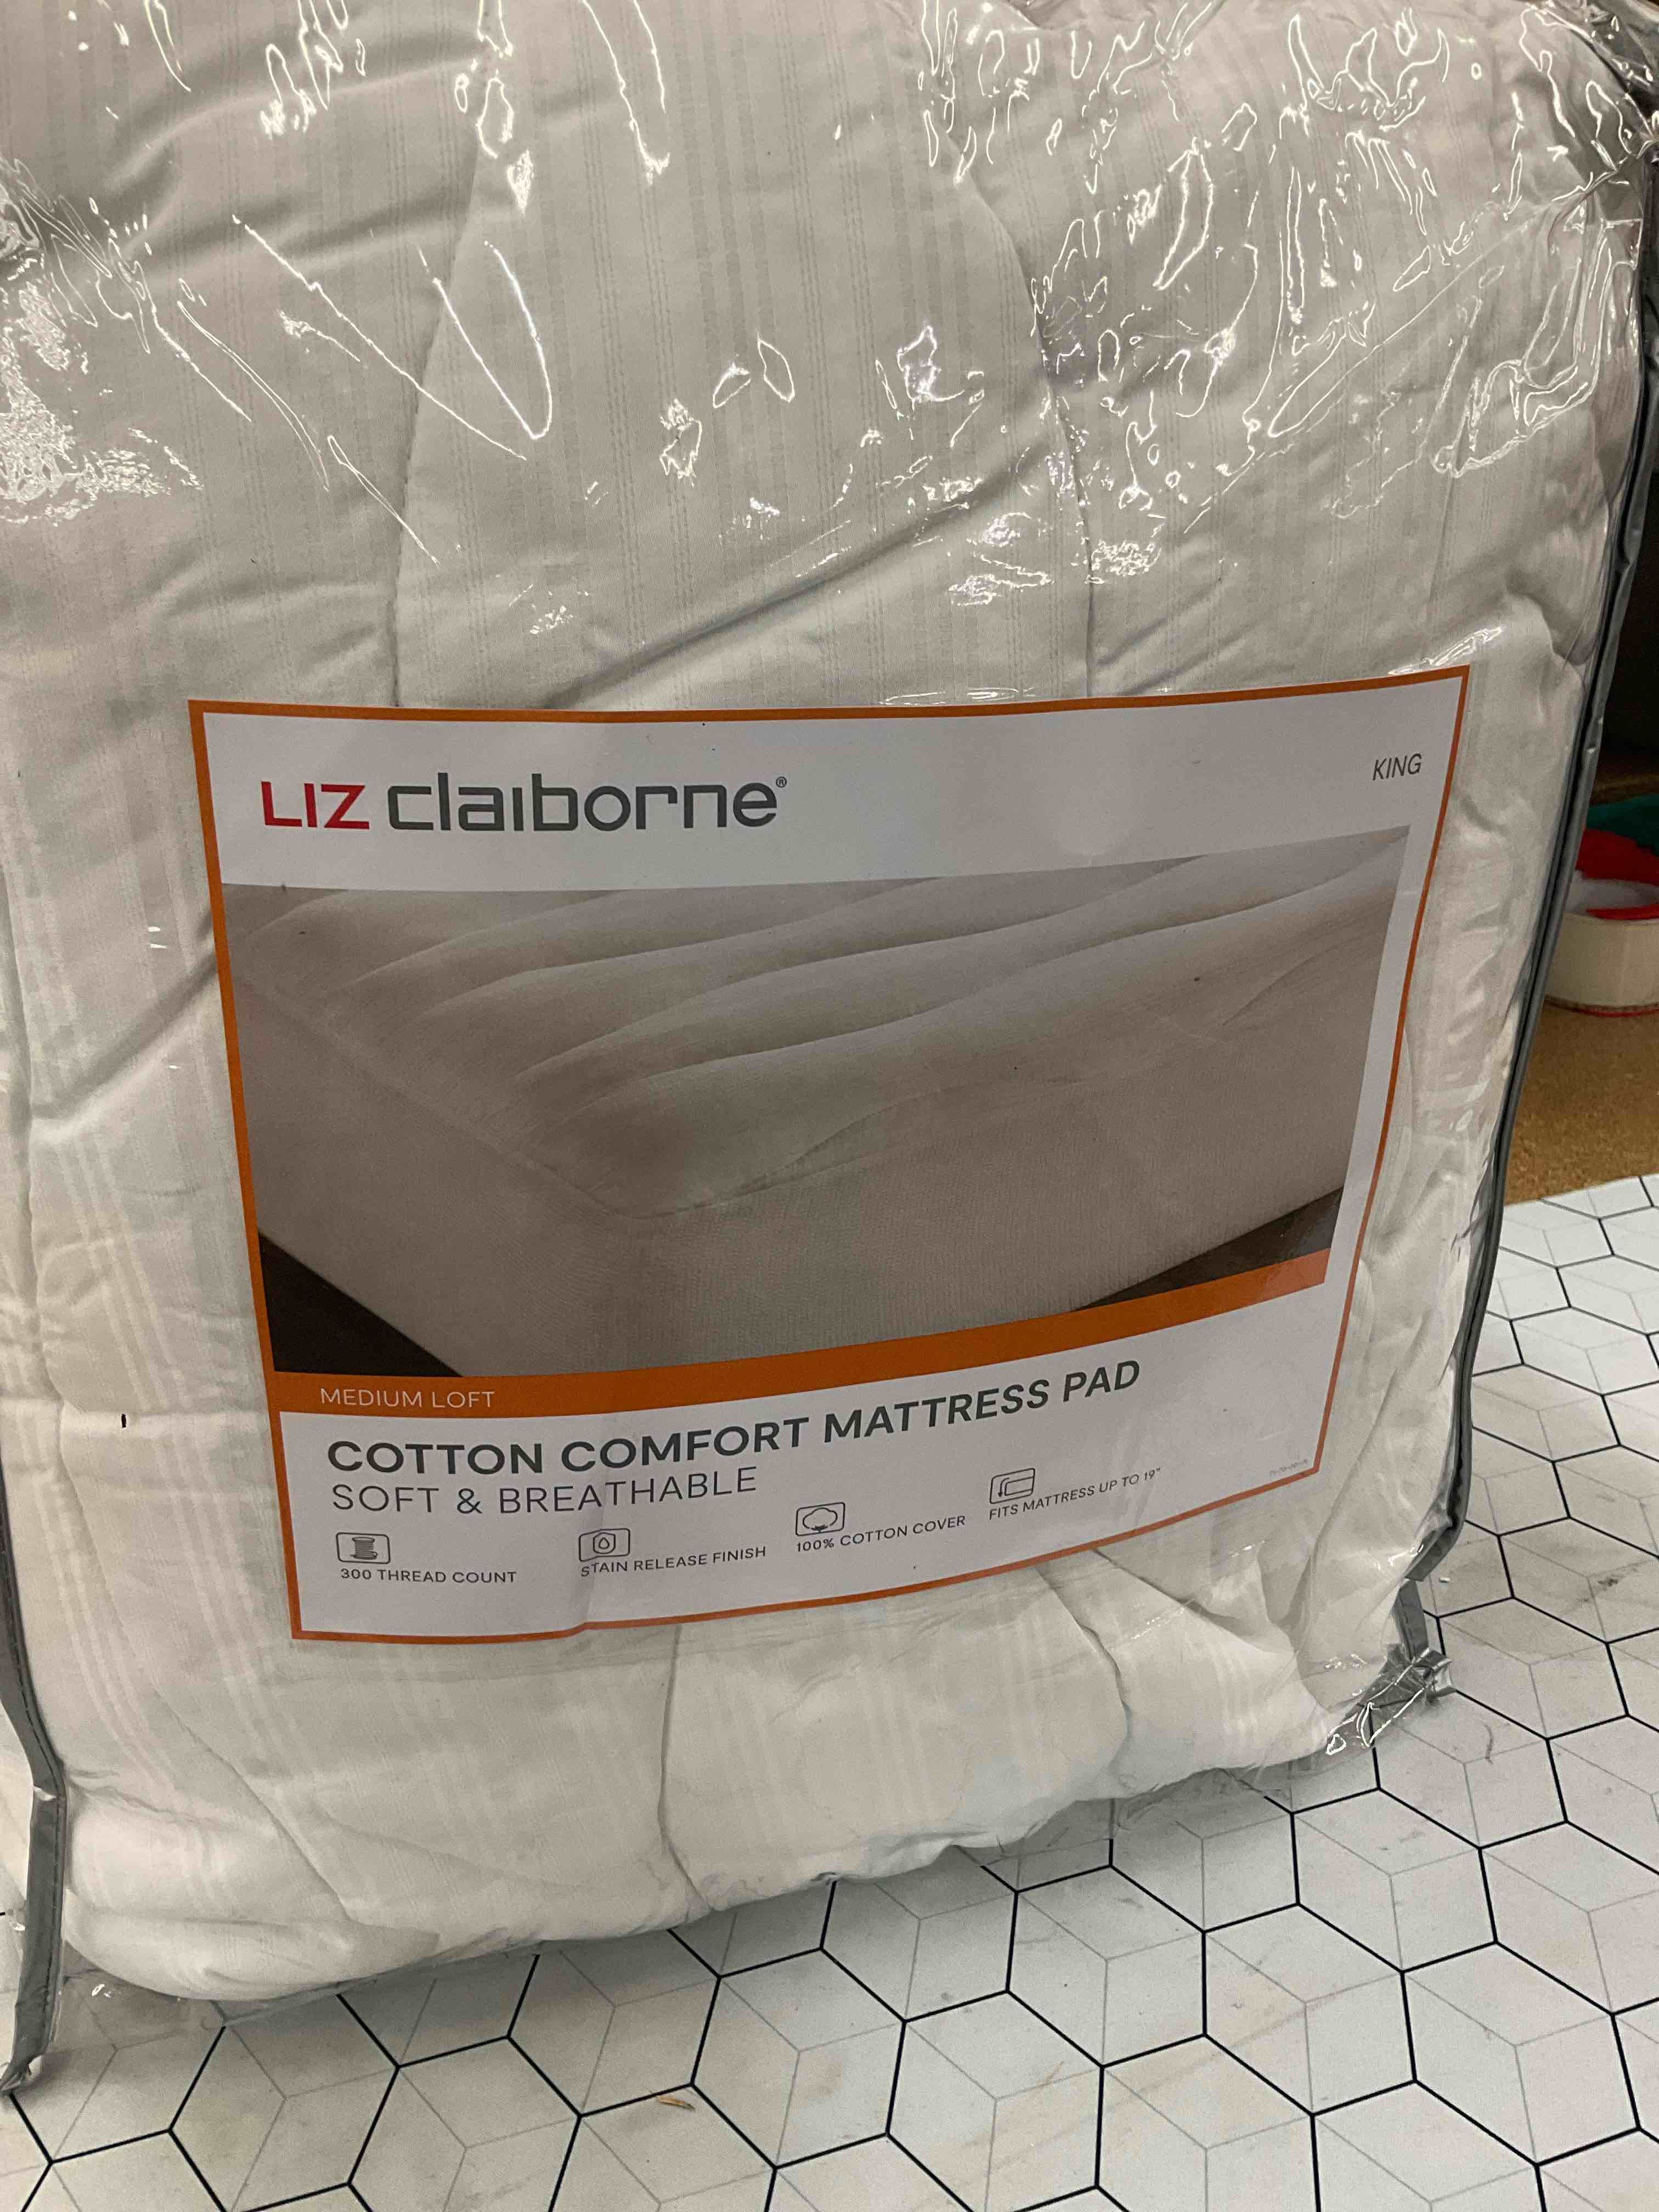 LIZ claiborne®
KING
MEDIUM LOFT
COTTON COMFORT MATTRESS PAD
SOFT & BREATHABLE
300 THREAD COUNT
STAIN RELEASE FINISH
100% COTTON COVER
FITS MATTRESS UP TO 19"